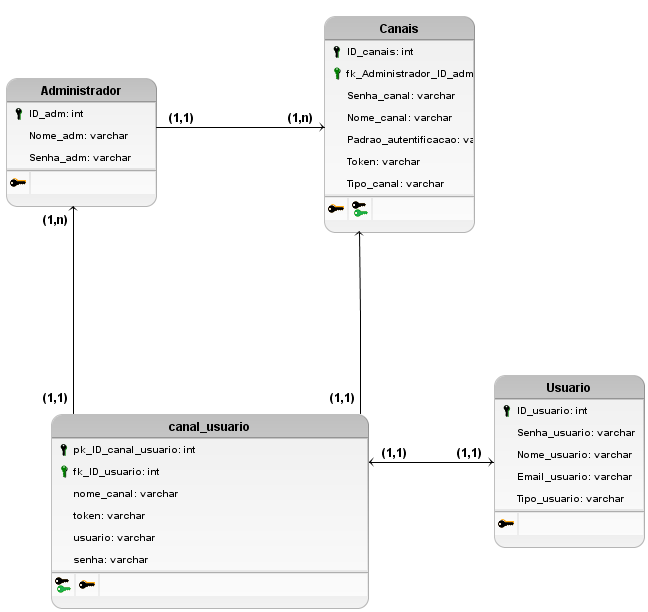 Canais
ID_canais: int
fk_Administrador_ID_adm
Senha_canal: varchar
Nome_canal: varchar
Padrao_autentificacao: va
Token: varchar
Tipo_canal: varchar
Administrador
ID_adm: int
Nome_adm: varchar
Senha_adm: varchar
(1,1)
(1,n)
(1,n)
(1,1)
(1,1)
canal_usuario
pk_ID_canal_usuario: int
fk_ID_usuario: int
nome_canal: varchar
token: varchar
usuario: varchar
senha: varchar
(1,1)
(1,1)
Usuario
ID_usuario: int
Senha_usuario: varchar
Nome_usuario: varchar
Email_usuario: varchar
Tipo_usuario: varchar